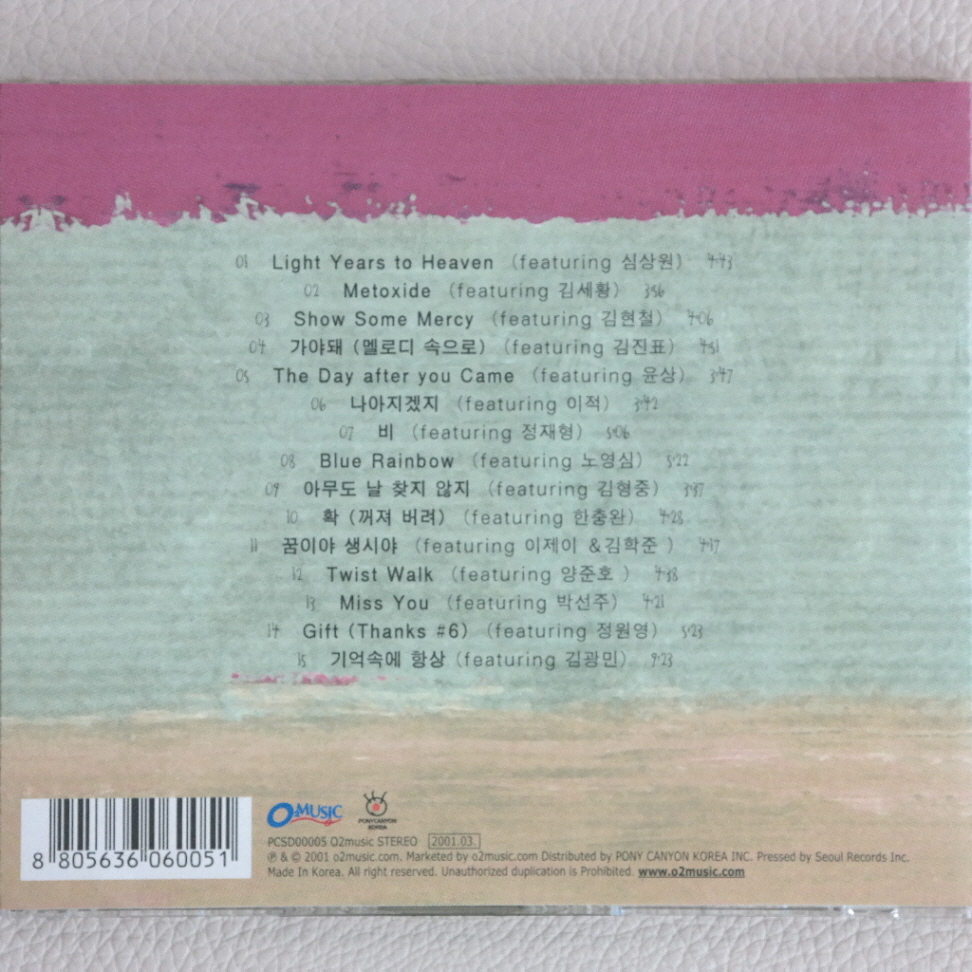 01 Light Years to Heaven (featuring 심상원) 4:43
02 Metoxide (featuring 김세황) 3:56
03 Show Some Mercy (featuring 김현철) 4:06
04 가야돼 (멜로디 속으로) (featuring 김진표) 4:51
05 The Day after you Came (featuring 윤상) 3:47
06 나아지겠지 (featuring 이적) 3:42
07 비 (featuring 정재형) 5:06
08 Blue Rainbow (featuring 노영심) 5:22
09 아무도 날 찾지 않지 (featuring 김형중) 3:37
10 확 (꺼져 버려) (featuring 한충완) 4:28
11 꿈이야 생시야 (featuring 이제이 &김학준 ) 4:17
12 Twist Walk (featuring 양준호 ) 4:38
13 Miss You (featuring 박선주) 4:21
14 Gift (Thanks #6) (featuring 정원영) 5:23
15 기억속에 항상 (featuring 김광민) 9:23
O2MUSIC
PONYCANYON
KOREA
PCSD00005 O2music STEREO 2001.03.
℗ & © 2001 o2music.com. Marketed by o2music.com Distributed by PONY CANYON KOREA INC. Pressed by Seoul Records Inc.
Made In Korea. All right reserved. Unauthorized duplication is Prohibited. www.o2music.com
8 805636 060051